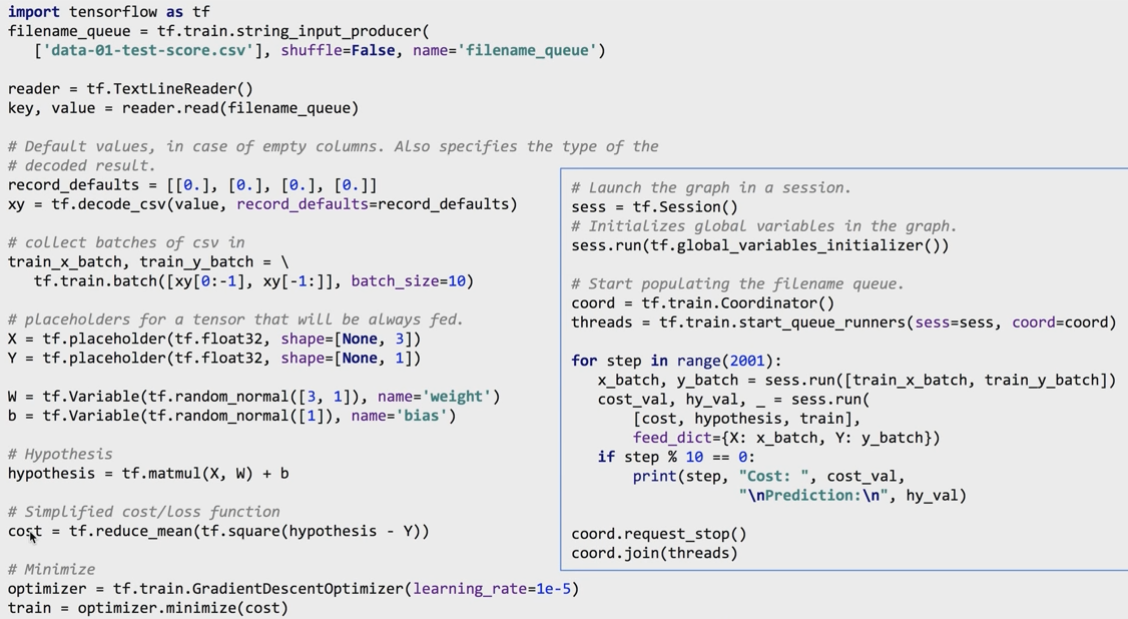 import tensorflow as tf
filename_queue = tf.train.string_input_producer(
['data-01-test-score.csv'], shuffle=False, name='filename_queue')
reader = tf.TextLineReader()
key, value = reader.read(filename_queue)
# Default values, in case of empty columns. Also specifies the type of the
# decoded result.
record_defaults = [[0.], [0.], [0.], [0.]]
xy = tf.decode_csv(value, record_defaults=record_defaults)
# collect batches of csv in
train_x_batch, train_y_batch = \
tf.train.batch([xy[0:-1], xy[-1:]], batch_size=10)
# placeholders for a tensor that will be always fed.
X = tf.placeholder(tf.float32, shape=[None, 3])
Y = tf.placeholder(tf.float32, shape=[None, 1])
W = tf.Variable(tf.random_normal([3, 1]), name='weight')
b = tf.Variable(tf.random_normal([1]), name='bias')
# Hypothesis
hypothesis = tf.matmul(X, W) + b
# Simplified cost/loss function
cost = tf.reduce_mean(tf.square(hypothesis - Y))
# Minimize
optimizer = tf.train.GradientDescentOptimizer(learning_rate=1e-5)
train = optimizer.minimize(cost)
# Launch the graph in a session.
sess = tf.Session()
# Initializes global variables in the graph.
sess.run(tf.global_variables_initializer())
# Start populating the filename queue.
coord = tf.train.Coordinator()
threads = tf.train.start_queue_runners(sess=sess, coord=coord)
for step in range(2001):
x_batch, y_batch = sess.run([train_x_batch, train_y_batch])
cost_val, hy_val, _ = sess.run(
[cost, hypothesis, train],
feed_dict={X: x_batch, Y: y_batch})
if step % 10 == 0:
print(step, "Cost: ", cost_val,
"\nPrediction:\n", hy_val)
coord.request_stop()
coord.join(threads)